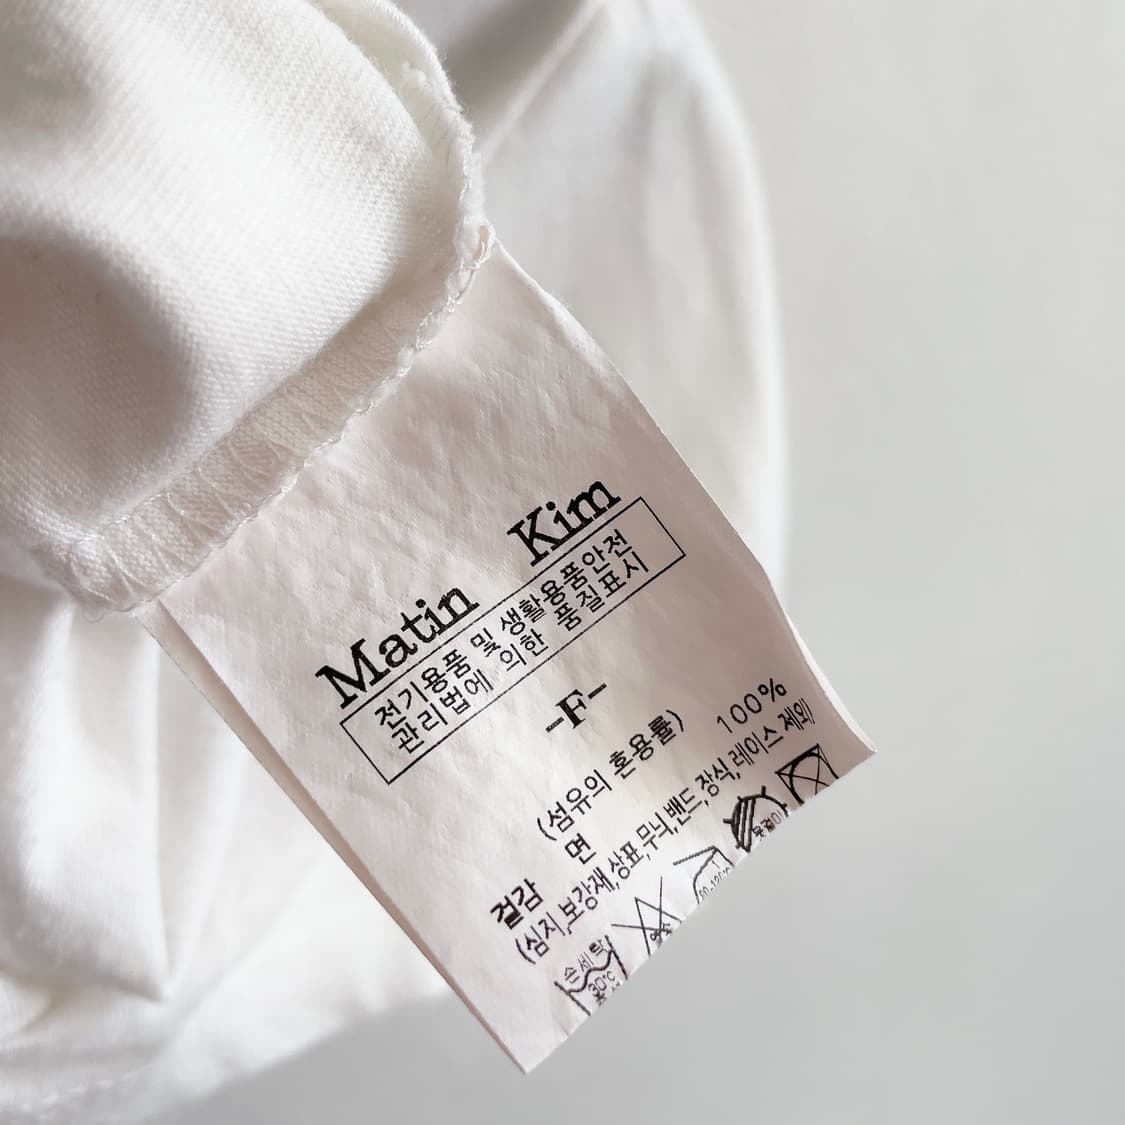 Matin Kim
전기용품 및 생활용품안전
관리법에 의한 품질표시
-F-
(섬유의 혼용률)
겉감 면 100%
(심지,보강재,상표,무늬,밴드,장식,레이스제외)
손세탁
30℃